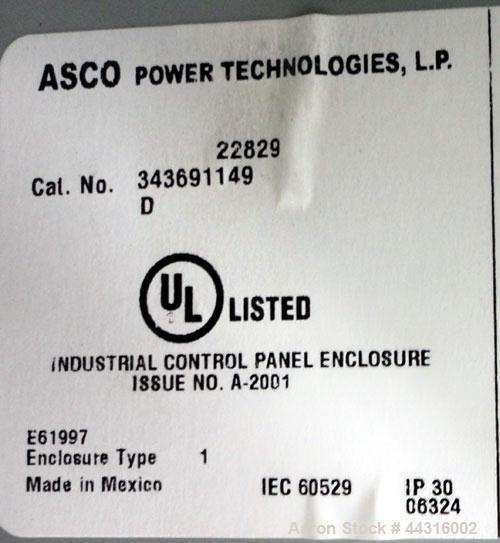 ASCO POWER TECHNOLOGIES, L.P.
22829
Cat. No. 343691149
D
UL LISTED
INDUSTRIAL CONTROL PANEL ENCLOSURE
ISSUE NO. A-2001
E61997
Enclosure Type 1
Made in Mexico IEC 60529 IP 30
06324
Aaron Stock # 44316002